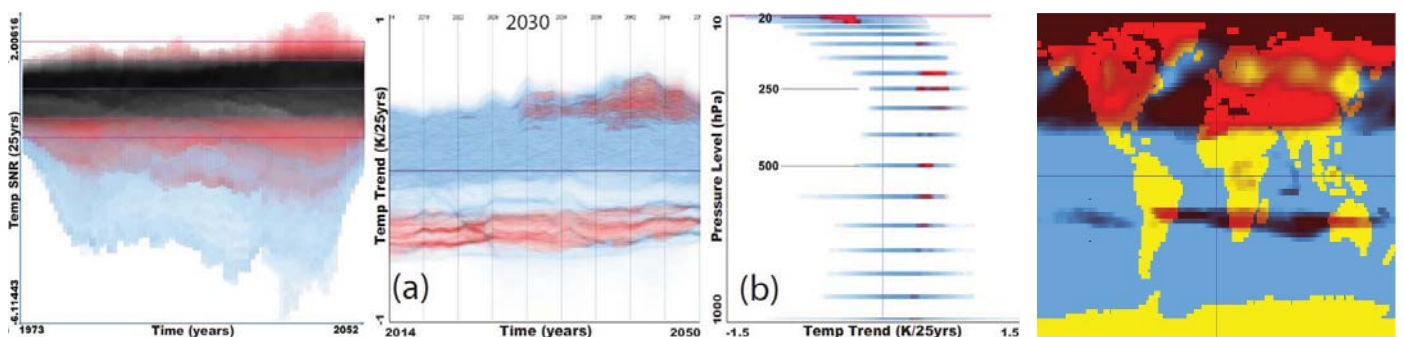 2.00616
Temp SNR (25yrs)
-6.11443
1973
Time (years)
2052
1
Temp Trend (K/25yrs)
-1
2030
(a)
2014
Time (years)
2050
10
Pressure Level (hPa)
1000
20
250
500
(b)
-1.5
Temp Trend (K/25yrs)
1.5